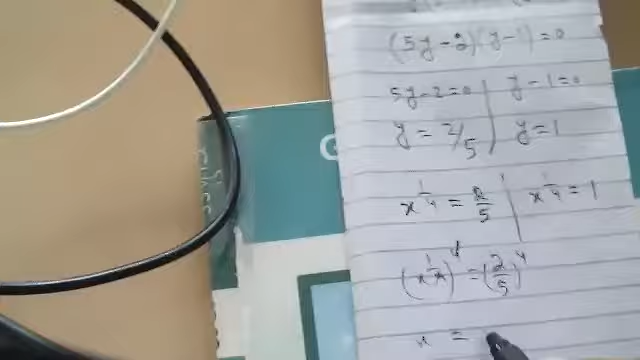 (5y-2)(y-1)=0
5y-2=0 | y-1=0
y = 2/5 | y=1
x^{1/4} = 2/5 | x^{1/4} = 1
(x^{1/4})^4 = (2/5)^4
x =